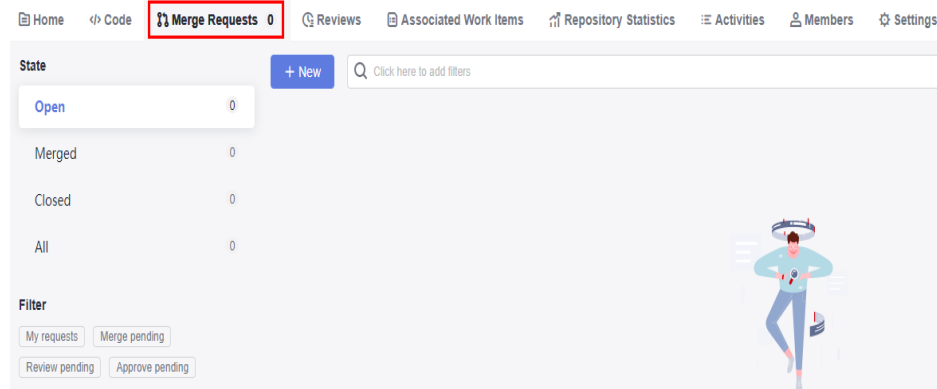 Home </> Code Merge Requests 0 Reviews Associated Work Items Repository Statistics Activities Members Settings
State
+ New Click here to add filters
Open 0
Merged 0
Closed 0
All 0
Filter
My requests Merge pending
Review pending Approve pending